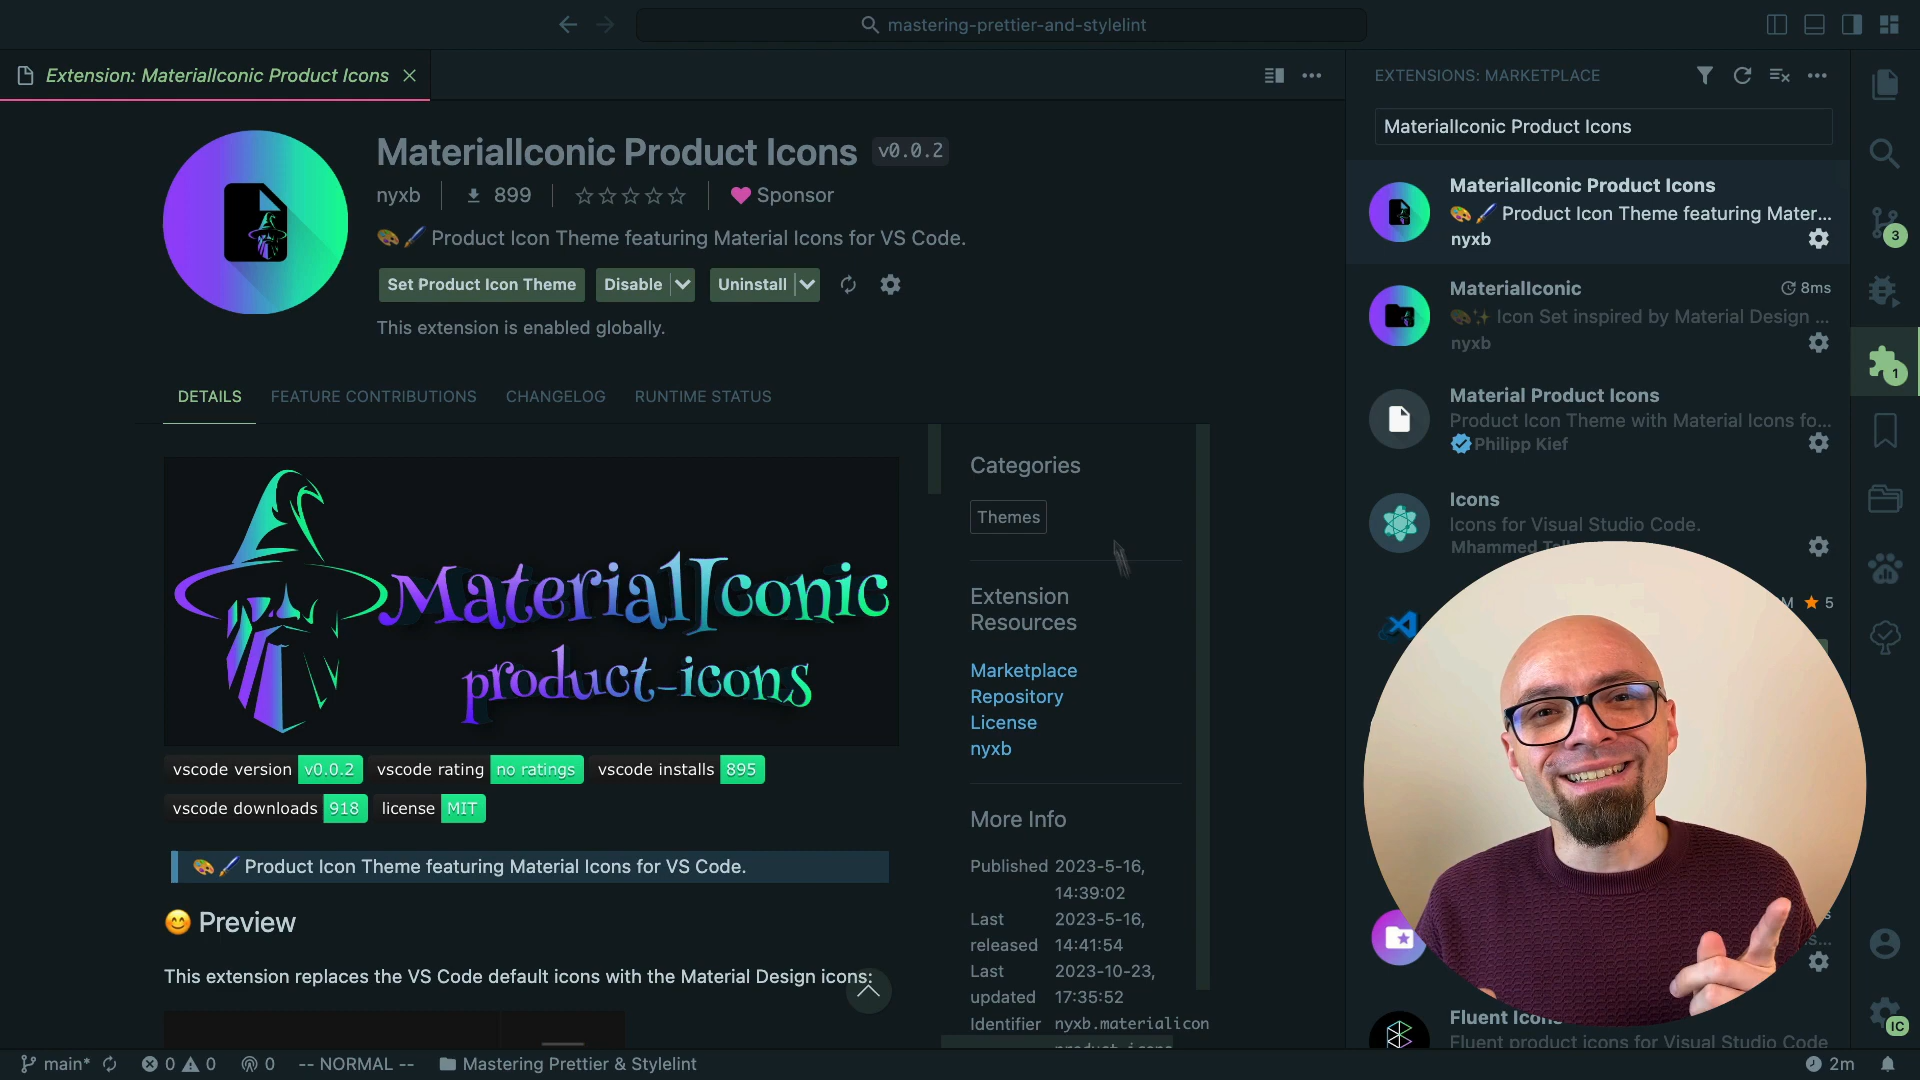 mastering-prettier-and-stylelint
Extension: MaterialIconic Product Icons
MaterialIconic Product Icons v0.0.2
nyxb 899 Sponsor
🎨🖌️ Product Icon Theme featuring Material Icons for VS Code.
Set Product Icon Theme Disable Uninstall
This extension is enabled globally.
DETAILS FEATURE CONTRIBUTIONS CHANGELOG RUNTIME STATUS
MaterialIconic
product-icons
vscode version v0.0.2 vscode rating no ratings vscode installs 895
vscode downloads 918 license MIT
🎨🖌️ Product Icon Theme featuring Material Icons for VS Code.
😊 Preview
This extension replaces the VS Code default icons with the Material Design icons:
Categories
Themes
Extension
Resources
Marketplace
Repository
License
nyxb
More Info
Published 2023-5-16,
14:39:02
Last 2023-5-16,
released 14:41:54
Last 2023-10-23,
updated 17:35:52
Identifier nyxb.materialicon
EXTENSIONS: MARKETPLACE
MaterialIconic Product Icons
MaterialIconic Product Icons
🎨🖌️ Product Icon Theme featuring Mater...
nyxb
MaterialIconic 8ms
🎨✨ Icon Set inspired by Material Design ...
nyxb
Material Product Icons
Product Icon Theme with Material Icons fo...
Philipp Kief
Icons
Icons for Visual Studio Code.
Mhammed
M ★ 5
Fluent Icons
Fluent product icons for Visual Studio Code
3
1
IC
main* 0 0 0 -- NORMAL -- Mastering Prettier & Stylelint 2m